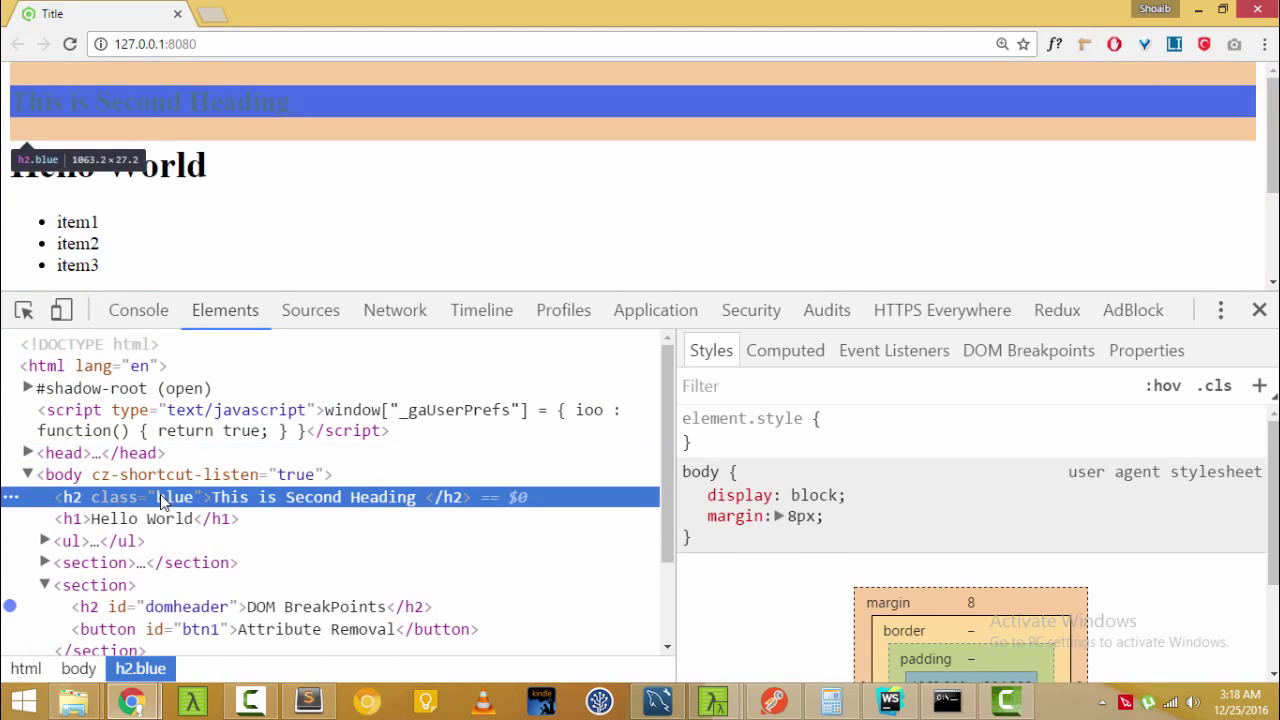 Title
Shoaib
127.0.0.1:8080
f?
This is Second Heading
h2.blue | 1063.2×27.2
Hello World
item1
item2
item3
Console Elements Sources Network Timeline Profiles Application Security Audits HTTPS Everywhere Redux AdBlock
<!DOCTYPE html>
<html lang="en">
#shadow-root (open)
<script type="text/javascript">window["_gaUserPrefs"] = { ioo :
function() { return true; } }</script>
<head>…</head>
<body cz-shortcut-listen="true">
<h2 class="blue">This is Second Heading </h2> == $0
<h1>Hello World</h1>
<ul>…</ul>
<section>…</section>
<section>
<h2 id="domheader">DOM BreakPoints</h2>
<button id="btn1">Attribute Removal</button>
</section>
html body h2.blue
Styles Computed Event Listeners DOM Breakpoints Properties
Filter :hov .cls +
element.style {
}
body { user agent stylesheet
display: block;
margin: 8px;
}
margin 8
border –
padding –
Activate Windows
Go to PC settings to activate Windows.
kindle
WS
3:18 AM
12/25/2016